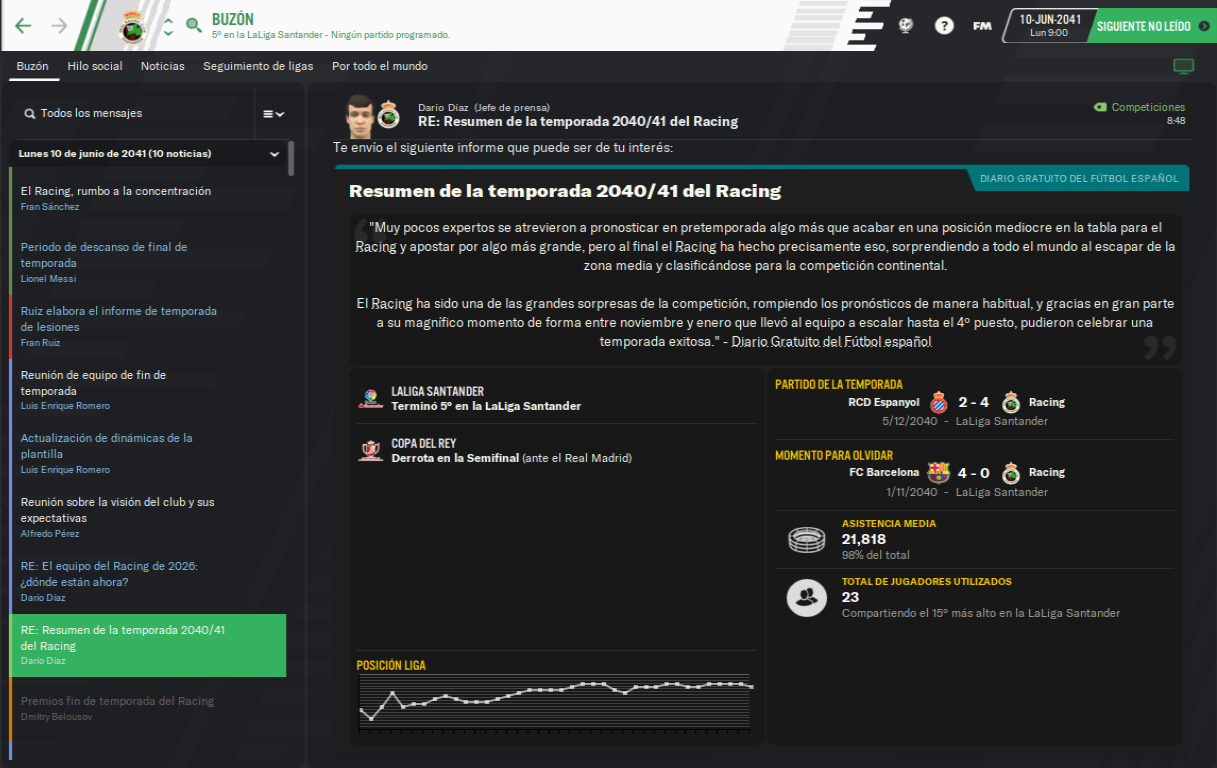 BUZÓN
5º en la LaLiga Santander - Ningún partido programado.
?
FM
10-JUN-2041
Lun 9:00
SIGUIENTE NO LEÍDO
Buzón
Hilo social
Noticias
Seguimiento de ligas
Por todo el mundo
Todos los mensajes
Lunes 10 de junio de 2041 (10 noticias)
El Racing, rumbo a la concentración
Fran Sánchez
Periodo de descanso de final de
temporada
Lionel Messi
Ruiz elabora el informe de temporada
de lesiones
Fran Ruiz
Reunión de equipo de fin de
temporada
Luis Enrique Romero
Actualización de dinámicas de la
plantilla
Luis Enrique Romero
Reunión sobre la visión del club y sus
expectativas
Alfredo Pérez
RE: El equipo del Racing de 2026:
¿dónde están ahora?
Darío Díaz
RE: Resumen de la temporada 2040/41
del Racing
Darío Díaz
Premios fin de temporada del Racing
Dmitry Belousov
Darío Díaz (Jefe de prensa)
RE: Resumen de la temporada 2040/41 del Racing
Competiciones
8:48
Te envío el siguiente informe que puede ser de tu interés:
DIARIO GRATUITO DEL FÚTBOL ESPAÑOL
Resumen de la temporada 2040/41 del Racing
"Muy pocos expertos se atrevieron a pronosticar en pretemporada algo más que acabar en una posición mediocre en la tabla para el
Racing y apostar por algo más grande, pero al final el Racing ha hecho precisamente eso, sorprendiendo a todo el mundo al escapar de la
zona media y clasificándose para la competición continental.
El Racing ha sido una de las grandes sorpresas de la competición, rompiendo los pronósticos de manera habitual, y gracias en gran parte
a su magnífico momento de forma entre noviembre y enero que llevó al equipo a escalar hasta el 4º puesto, pudieron celebrar una
temporada exitosa." - Diario Gratuito del Fútbol español
LALIGA SANTANDER
Terminó 5º en la LaLiga Santander
COPA DEL REY
Derrota en la Semifinal (ante el Real Madrid)
POSICIÓN LIGA
PARTIDO DE LA TEMPORADA
RCD Espanyol 2 - 4 Racing
5/12/2040 - LaLiga Santander
MOMENTO PARA OLVIDAR
FC Barcelona 4 - 0 Racing
1/11/2040 - LaLiga Santander
ASISTENCIA MEDIA
21,818
98% del total
TOTAL DE JUGADORES UTILIZADOS
23
Compartiendo el 15º más alto en la LaLiga Santander